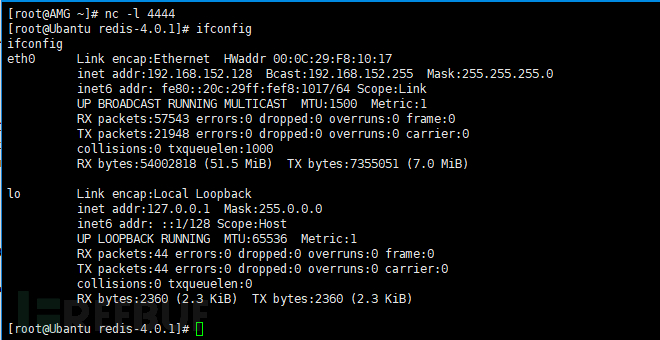 [root@AMG ~]# nc -l 4444
[root@Ubantu redis-4.0.1]# ifconfig
ifconfig
eth0      Link encap:Ethernet  HWaddr 00:0C:29:F8:10:17
          inet addr:192.168.152.128  Bcast:192.168.152.255  Mask:255.255.255.0
          inet6 addr: fe80::20c:29ff:fef8:1017/64 Scope:Link
          UP BROADCAST RUNNING MULTICAST  MTU:1500  Metric:1
          RX packets:57543 errors:0 dropped:0 overruns:0 frame:0
          TX packets:21948 errors:0 dropped:0 overruns:0 carrier:0
          collisions:0 txqueuelen:1000
          RX bytes:54002818 (51.5 MiB)  TX bytes:7355051 (7.0 MiB)
lo        Link encap:Local Loopback
          inet addr:127.0.0.1  Mask:255.0.0.0
          inet6 addr: ::1/128 Scope:Host
          UP LOOPBACK RUNNING  MTU:65536  Metric:1
          RX packets:44 errors:0 dropped:0 overruns:0 frame:0
          TX packets:44 errors:0 dropped:0 overruns:0 carrier:0
          collisions:0 txqueuelen:0
          RX bytes:2360 (2.3 KiB)  TX bytes:2360 (2.3 KiB)
REEBUF
[root@Ubantu redis-4.0.1]#